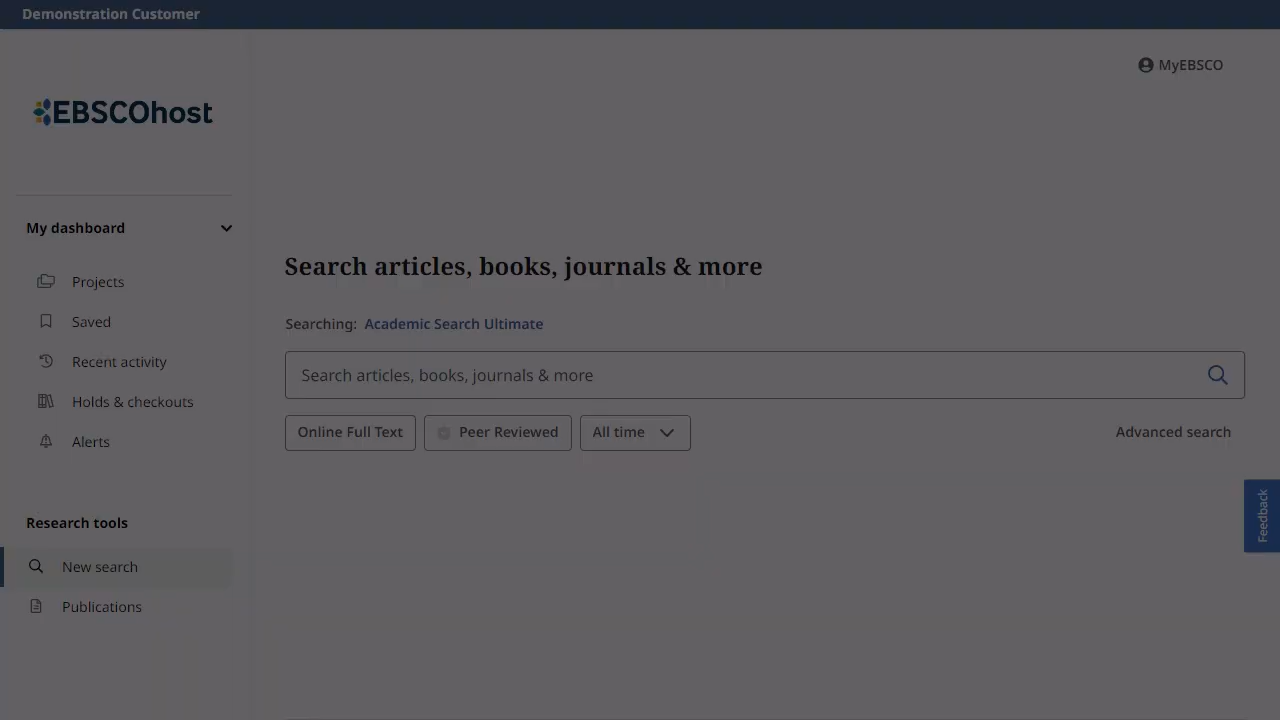 Demonstration Customer
MyEBSCO
EBSCOhost
My dashboard
Projects
Saved
Recent activity
Holds & checkouts
Alerts
Research tools
New search
Publications
Search articles, books, journals & more
Searching: Academic Search Ultimate
Search articles, books, journals & more
Online Full Text Peer Reviewed All time Advanced search
Feedback